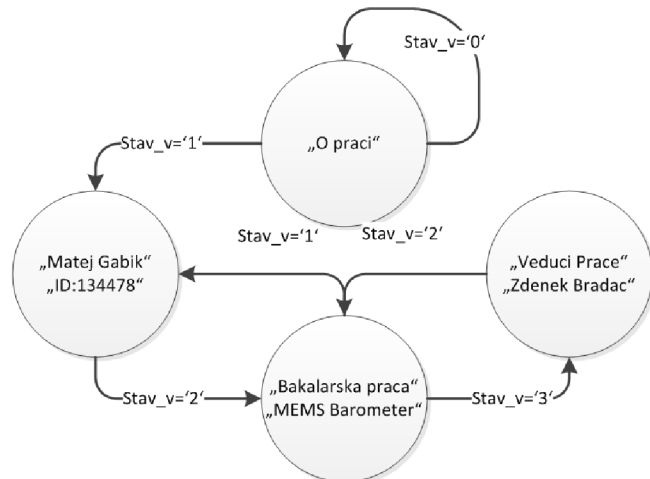 Stav_v=‘0‘
„O praci“
Stav_v=‘1‘
Stav_v=‘1‘
Stav_v=‘2‘
„Matej Gabik“
„ID:134478“
„Veduci Prace“
„Zdenek Bradac“
„Bakalarska praca“
„MEMS Barometer“
Stav_v=‘2‘
Stav_v=‘3‘